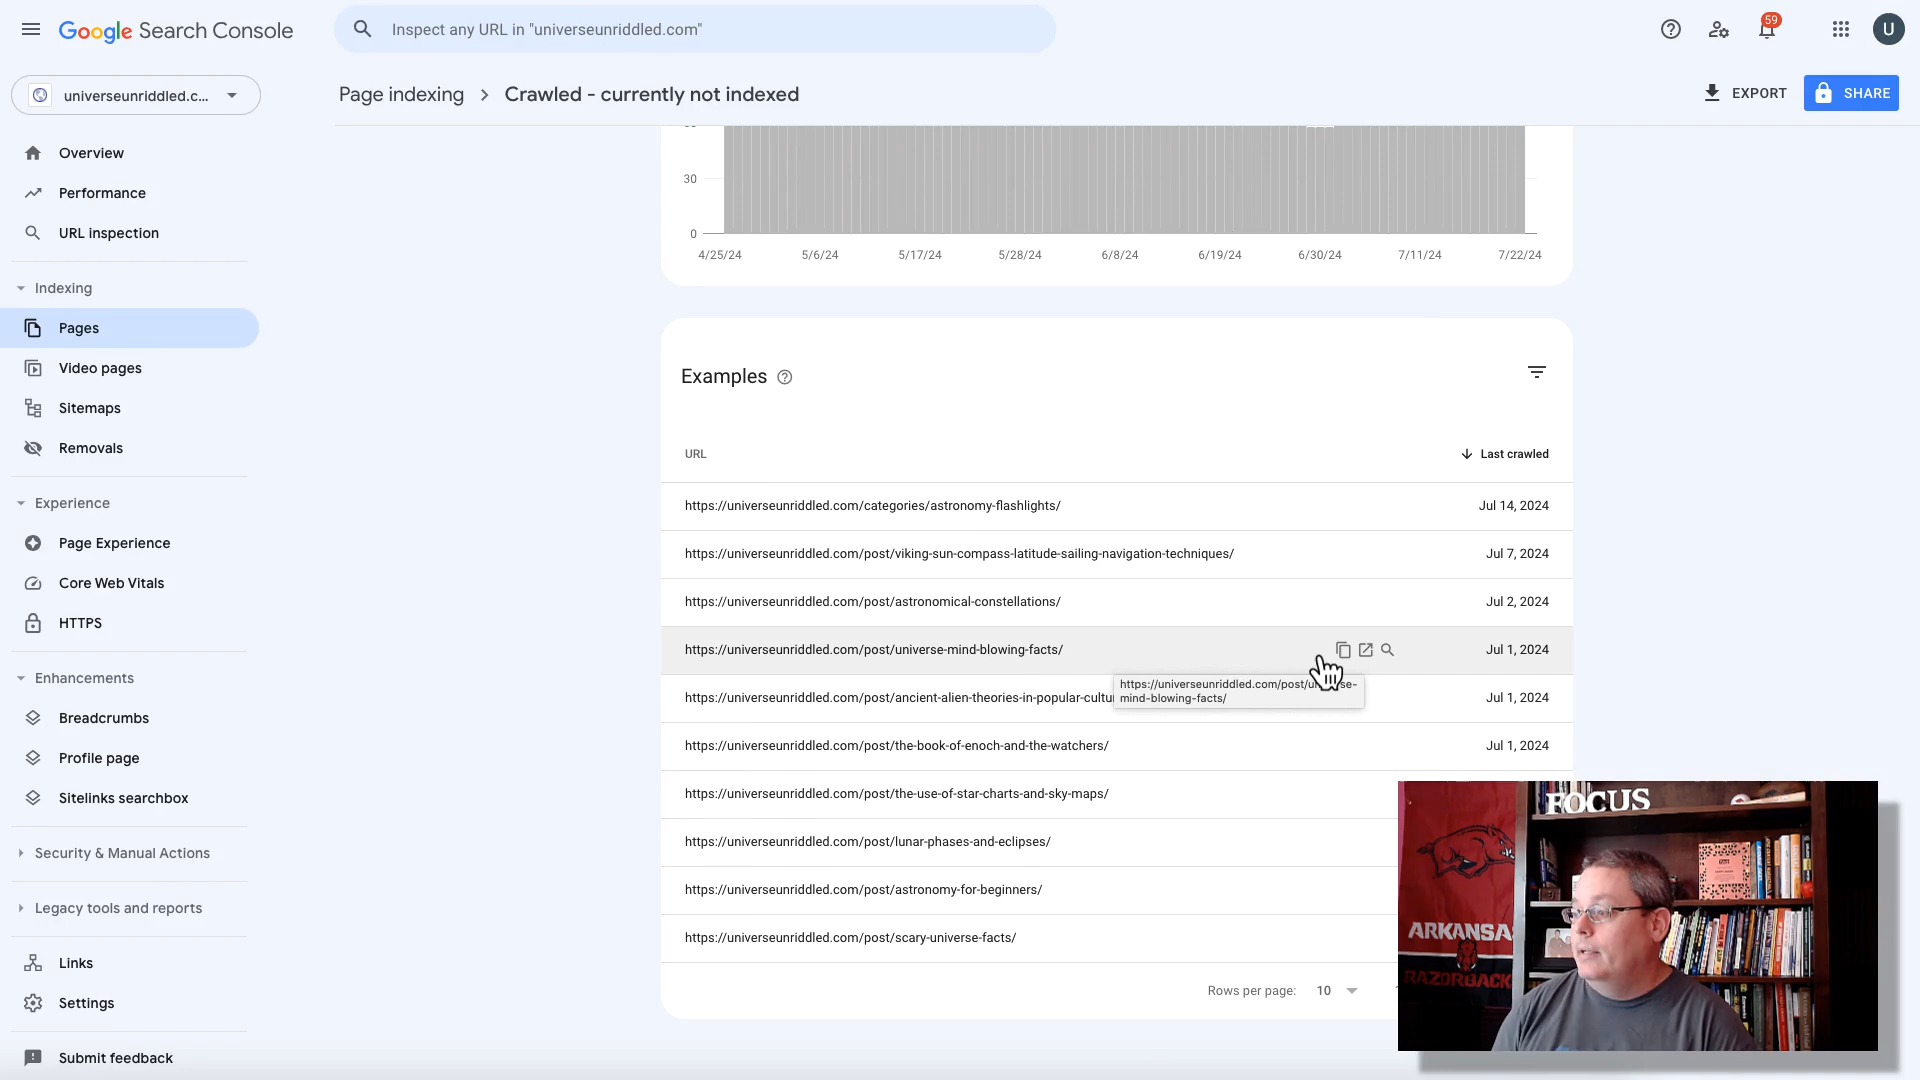 Google Search Console
Inspect any URL in "universeunriddled.com"
59
U
universeunriddled.c...
Page indexing
Crawled - currently not indexed
EXPORT
SHARE
Overview
Performance
URL inspection
Indexing
Pages
Video pages
Sitemaps
Removals
Experience
Page Experience
Core Web Vitals
HTTPS
Enhancements
Breadcrumbs
Profile page
Sitelinks searchbox
Security & Manual Actions
Legacy tools and reports
Links
Settings
Submit feedback
30
0
4/25/24
5/6/24
5/17/24
5/28/24
6/8/24
6/19/24
6/30/24
7/11/24
7/22/24
Examples
URL
Last crawled
https://universeunriddled.com/categories/astronomy-flashlights/
Jul 14, 2024
https://universeunriddled.com/post/viking-sun-compass-latitude-sailing-navigation-techniques/
Jul 7, 2024
https://universeunriddled.com/post/astronomical-constellations/
Jul 2, 2024
https://universeunriddled.com/post/universe-mind-blowing-facts/
Jul 1, 2024
https://universeunriddled.com/post/ancient-alien-theories-in-popular-cultu
Jul 1, 2024
https://universeunriddled.com/post/un se-
mind-blowing-facts/
https://universeunriddled.com/post/the-book-of-enoch-and-the-watchers/
Jul 1, 2024
https://universeunriddled.com/post/the-use-of-star-charts-and-sky-maps/
https://universeunriddled.com/post/lunar-phases-and-eclipses/
https://universeunriddled.com/post/astronomy-for-beginners/
https://universeunriddled.com/post/scary-universe-facts/
Rows per page:
10
FOCUS
ARKANSAS
RAZORBACK